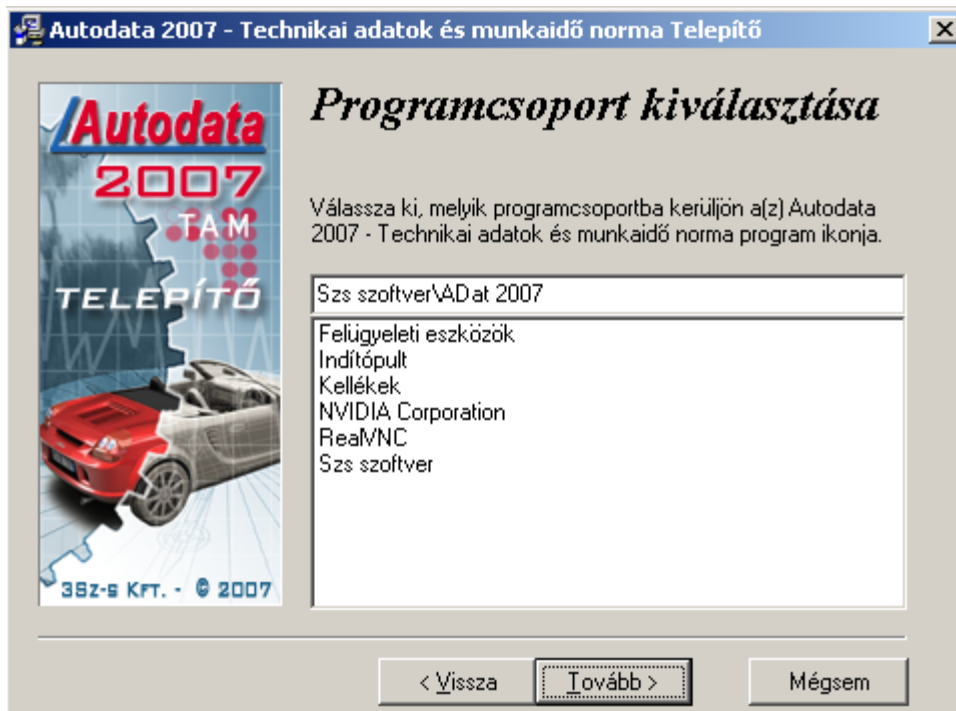 Autodata 2007 - Technikai adatok és munkaidő norma Telepítő
Autodata
2007
TAM
TELEPÍTŐ
3Sz-s Kft. - © 2007
Programcsoport kiválasztása
Válassza ki, melyik programcsoportba kerüljön a(z) Autodata
2007 - Technikai adatok és munkaidő norma program ikonja.
Szs szoftver\ADat 2007
Felügyeleti eszközök
Indítópult
Kellékek
NVIDIA Corporation
RealVNC
Szs szoftver
< Vissza
Tovább >
Mégsem